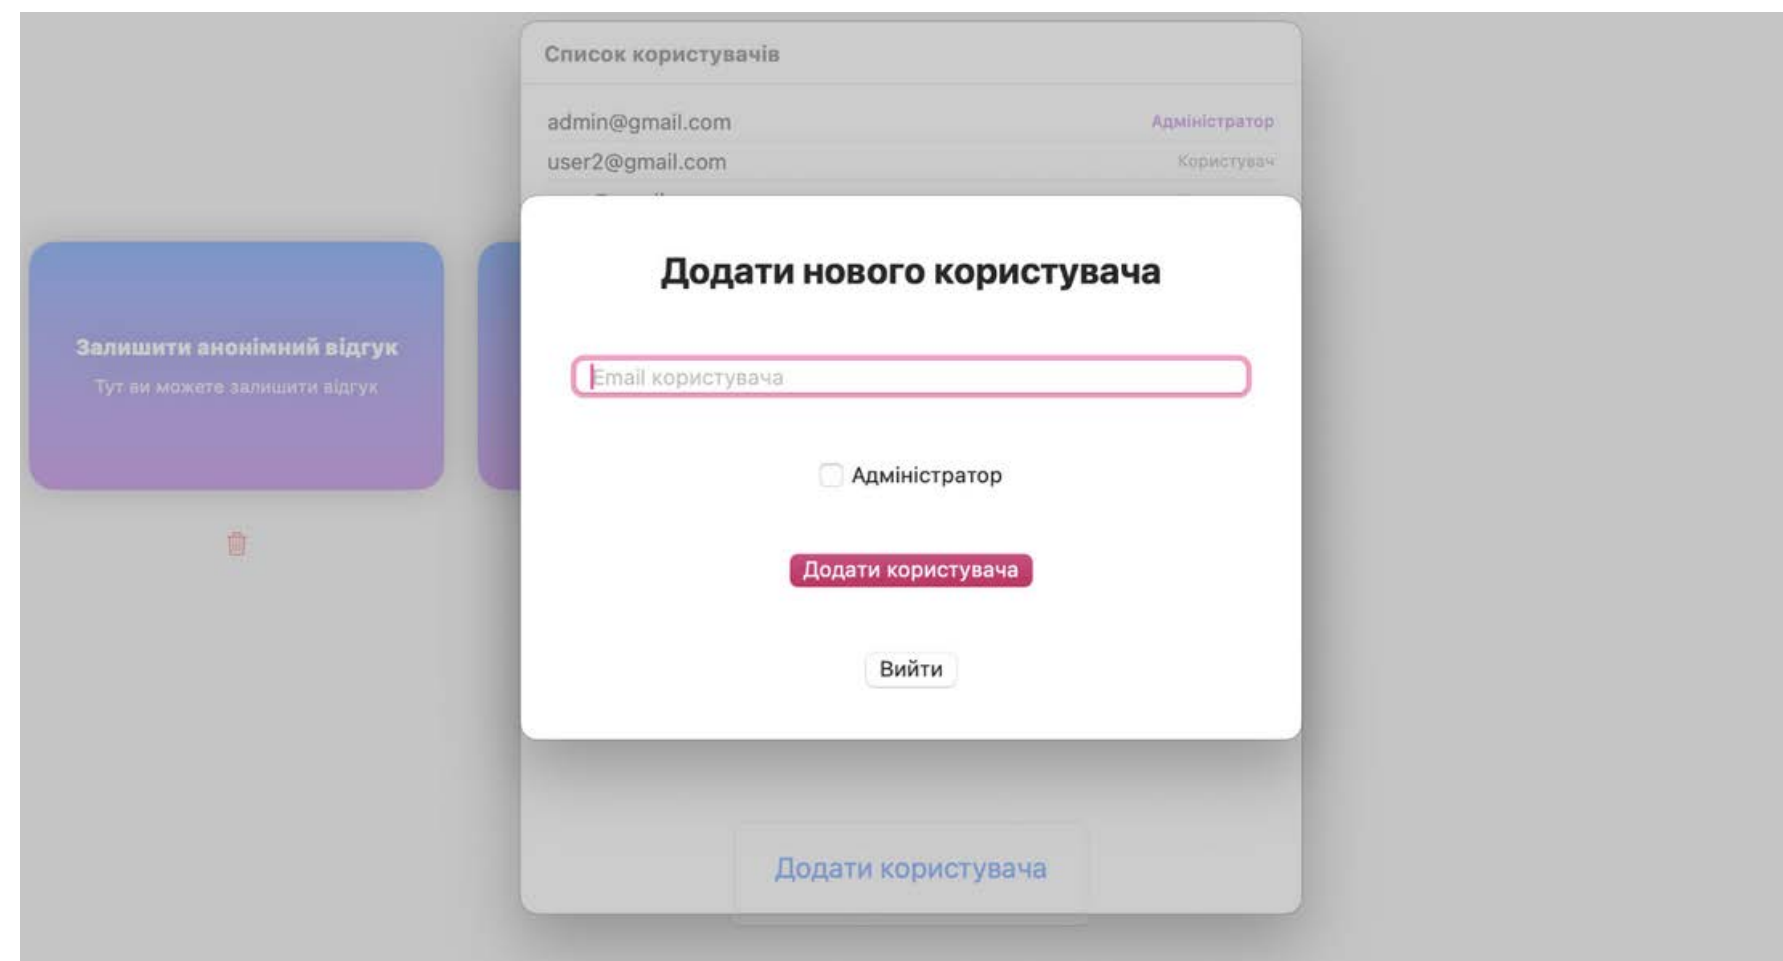 Список користувачів
admin@gmail.com Адміністратор
user2@gmail.com Користувач
Додати нового користувача
Залишити анонімний відгук
Тут ви можете залишити відгук
Email користувача
Адміністратор
Додати користувача
Вийти
Додати користувача